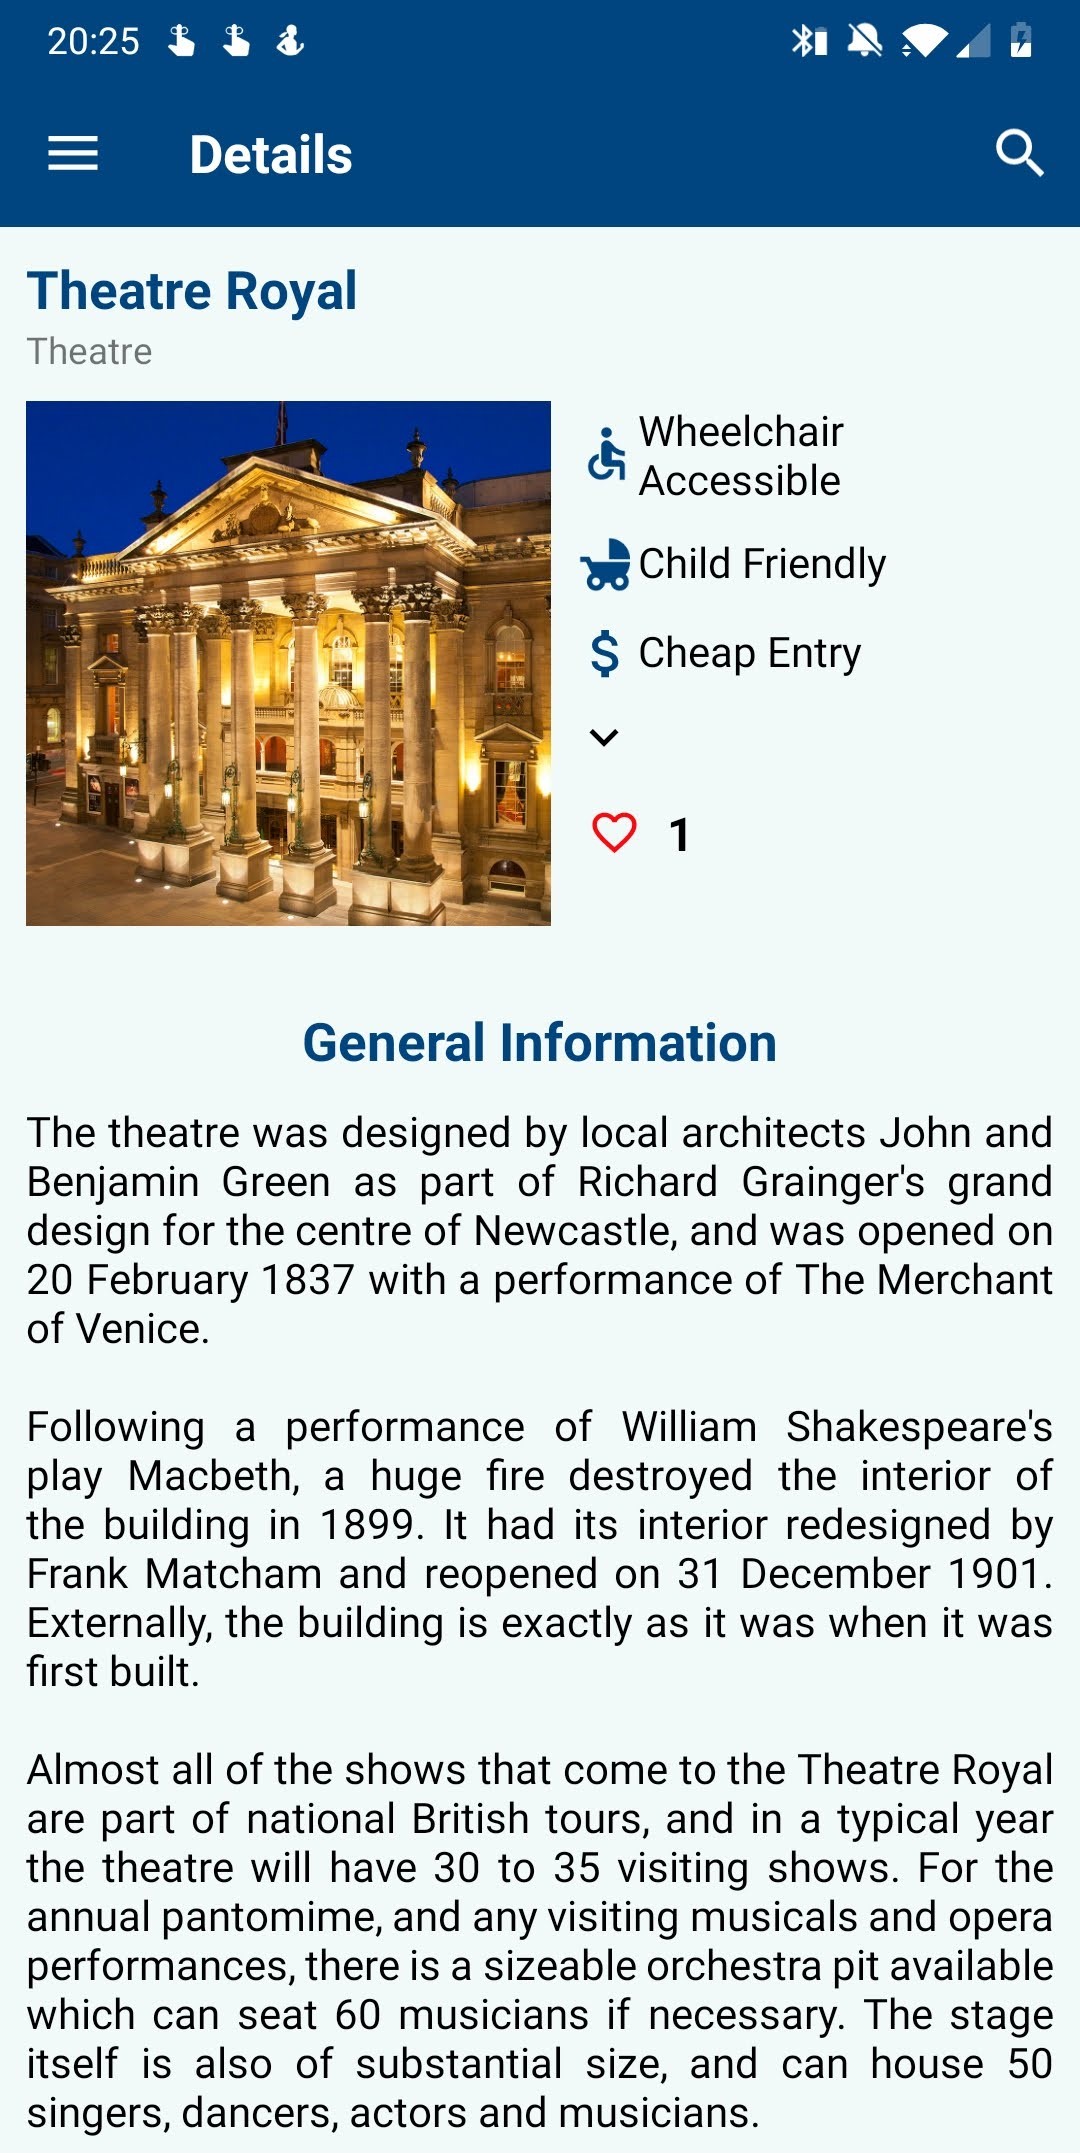 20:25
Details
Theatre Royal
Theatre
Wheelchair
Accessible
Child Friendly
$ Cheap Entry
1
General Information
The theatre was designed by local architects John and
Benjamin Green as part of Richard Grainger's grand
design for the centre of Newcastle, and was opened on
20 February 1837 with a performance of The Merchant
of Venice.
Following a performance of William Shakespeare's
play Macbeth, a huge fire destroyed the interior of
the building in 1899. It had its interior redesigned by
Frank Matcham and reopened on 31 December 1901.
Externally, the building is exactly as it was when it was
first built.
Almost all of the shows that come to the Theatre Royal
are part of national British tours, and in a typical year
the theatre will have 30 to 35 visiting shows. For the
annual pantomime, and any visiting musicals and opera
performances, there is a sizeable orchestra pit available
which can seat 60 musicians if necessary. The stage
itself is also of substantial size, and can house 50
singers, dancers, actors and musicians.